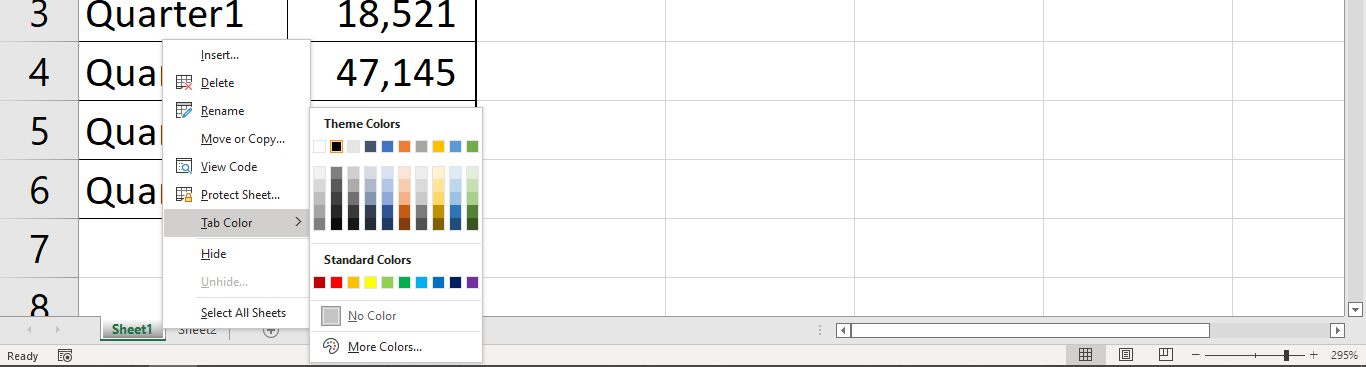 3 Quarter1 18,521
Insert...
4 Quar 47,145
Delete
Rename
Theme Colors
5 Quar
Move or Copy...
View Code
6 Quar
Protect Sheet...
Tab Color
7
Hide
Standard Colors
Unhide...
8
Select All Sheets
No Color
Sheet1 Sheet2
More Colors...
Ready 295%